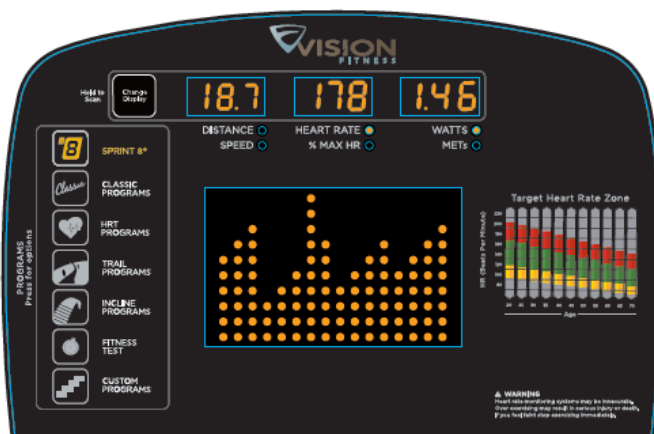 VISION
FITNESS
Hold to
Scan
Change
Display
18.7
178
1.46
DISTANCE
HEART RATE
WATTS
SPEED
% MAX HR
METs
PROGRAMS
Press for options
8
SPRINT 8®
Classic
CLASSIC
PROGRAMS
HRT
PROGRAMS
TRAIL
PROGRAMS
INCLINE
PROGRAMS
FITNESS
TEST
CUSTOM
PROGRAMS
Target Heart Rate Zone
HR (Beats Per Minute)
Age
WARNING
Heart rate monitoring systems may be inaccurate.
Over exercising may result in serious injury or death.
If you feel faint stop exercising immediately.